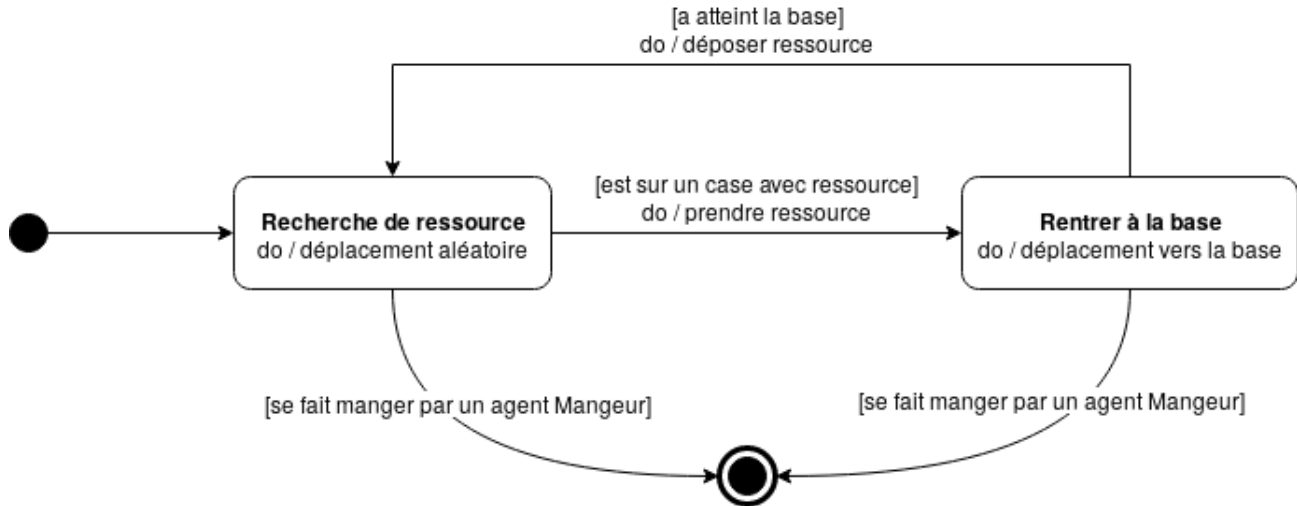 [a atteint la base]
do / déposer ressource
[est sur un case avec ressource]
do / prendre ressource
Recherche de ressource
do / déplacement aléatoire
Rentrer à la base
do / déplacement vers la base
[se fait manger par un agent Mangeur]
[se fait manger par un agent Mangeur]